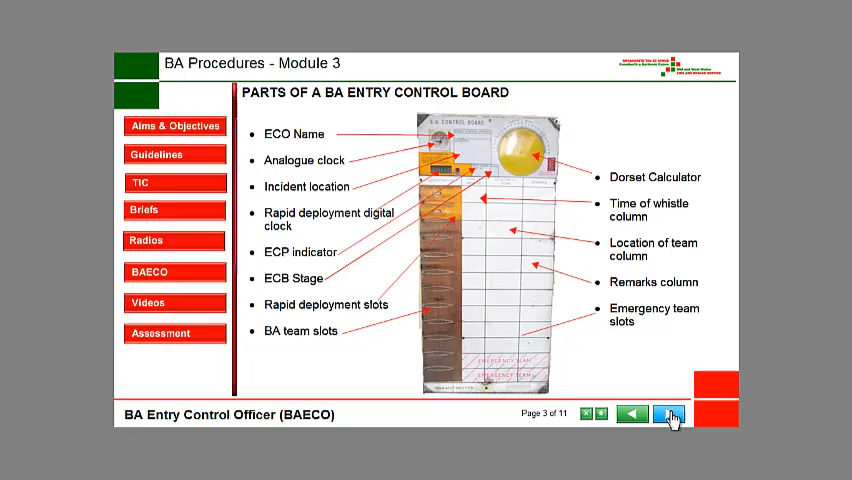 BA Procedures - Module 3
PARTS OF A BA ENTRY CONTROL BOARD
Aims & Objectives
Guidelines
TIC
Briefs
Radios
BAECO
Videos
Assessment
ECO Name
Analogue clock
Incident location
Rapid deployment digital
clock
ECP indicator
ECB Stage
Rapid deployment slots
BA team slots
B.A. CONTROL BOARD
EMERGENCY TEAM
EMERGENCY TEAM
Dorset Calculator
Time of whistle
column
Location of team
column
Remarks column
Emergency team
slots
BA Entry Control Officer (BAECO)
Page 3 of 11